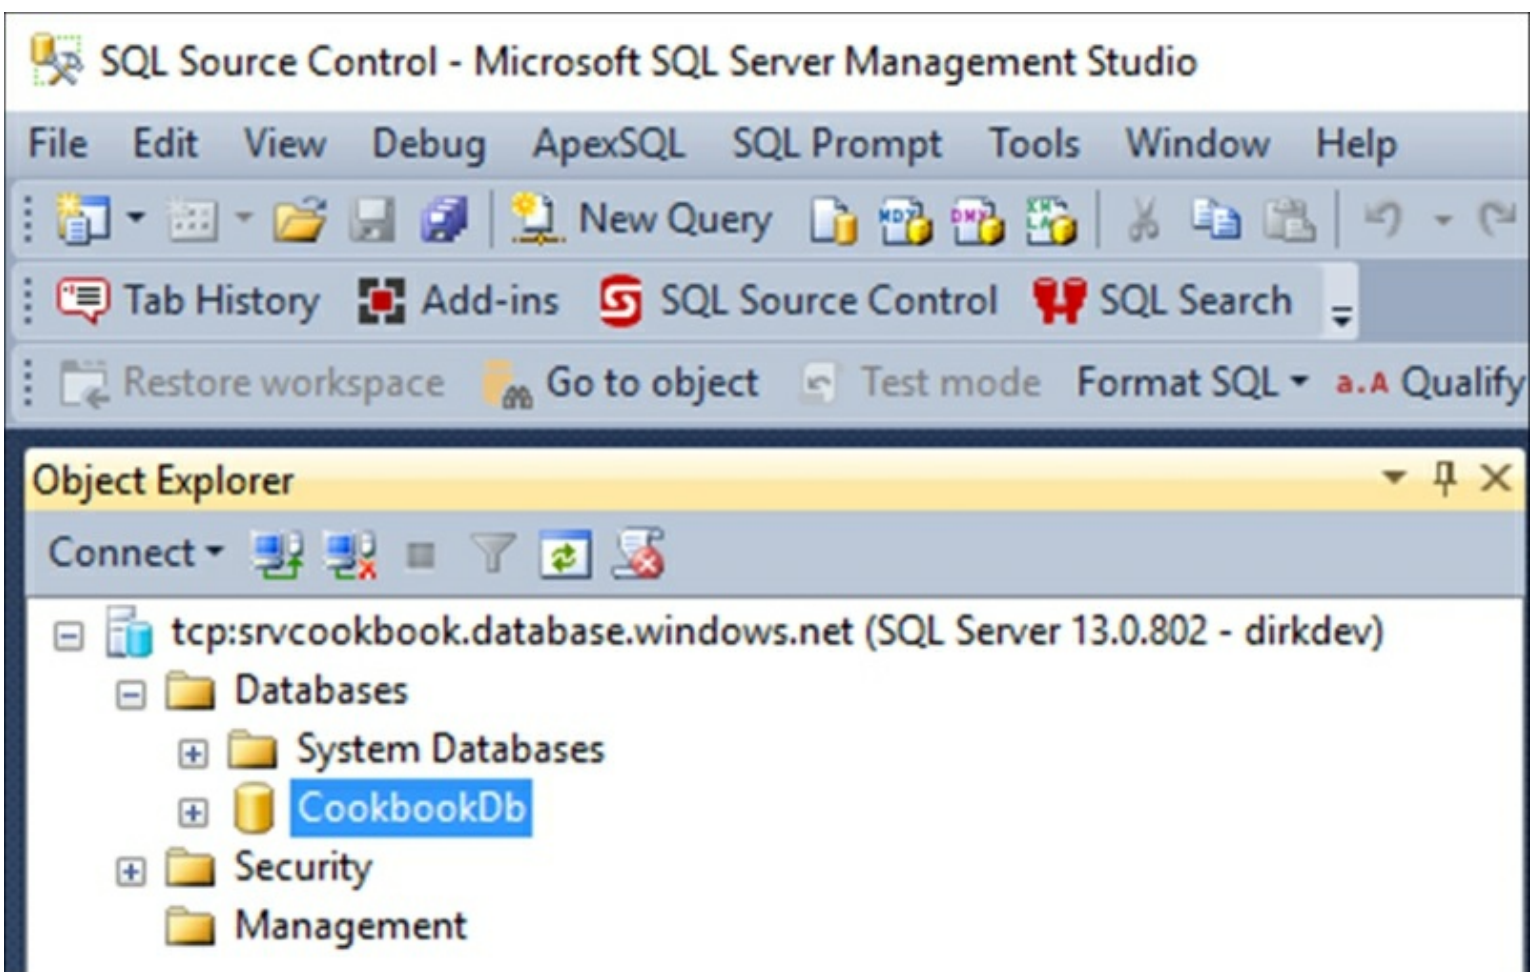 SQL Source Control - Microsoft SQL Server Management Studio
File Edit View Debug ApexSQL SQL Prompt Tools Window Help
New Query MDX DMX XMLA
Tab History Add-ins SQL Source Control SQL Search
Restore workspace Go to object Test mode Format SQL a.A Qualify
Object Explorer
Connect
tcp:srvcookbook.database.windows.net (SQL Server 13.0.802 - dirkdev)
Databases
System Databases
CookbookDb
Security
Management